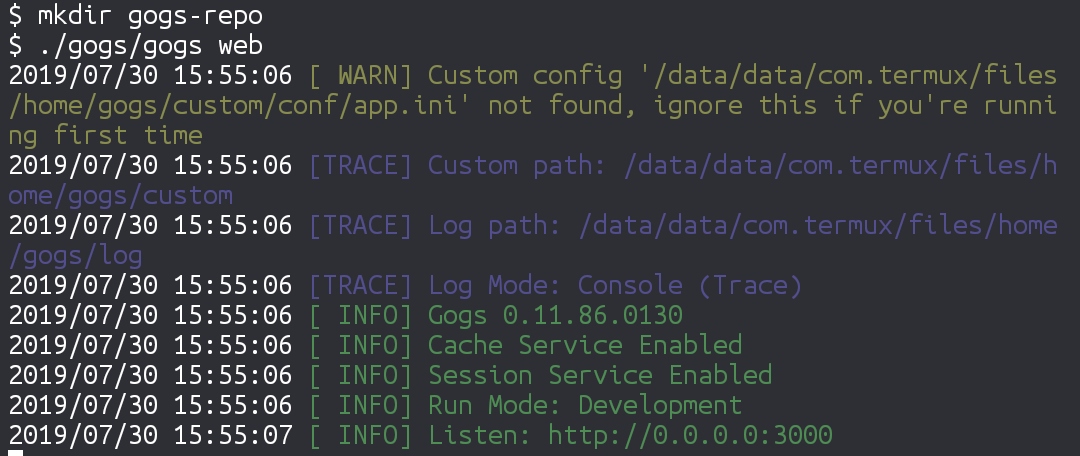 $ mkdir gogs-repo
$ ./gogs/gogs web
2019/07/30 15:55:06 [ WARN] Custom config '/data/data/com.termux/files
/home/gogs/custom/conf/app.ini' not found, ignore this if you're runni
ng first time
2019/07/30 15:55:06 [TRACE] Custom path: /data/data/com.termux/files/h
ome/gogs/custom
2019/07/30 15:55:06 [TRACE] Log path: /data/data/com.termux/files/home
/gogs/log
2019/07/30 15:55:06 [TRACE] Log Mode: Console (Trace)
2019/07/30 15:55:06 [ INFO] Gogs 0.11.86.0130
2019/07/30 15:55:06 [ INFO] Cache Service Enabled
2019/07/30 15:55:06 [ INFO] Session Service Enabled
2019/07/30 15:55:06 [ INFO] Run Mode: Development
2019/07/30 15:55:07 [ INFO] Listen: http://0.0.0.0:3000